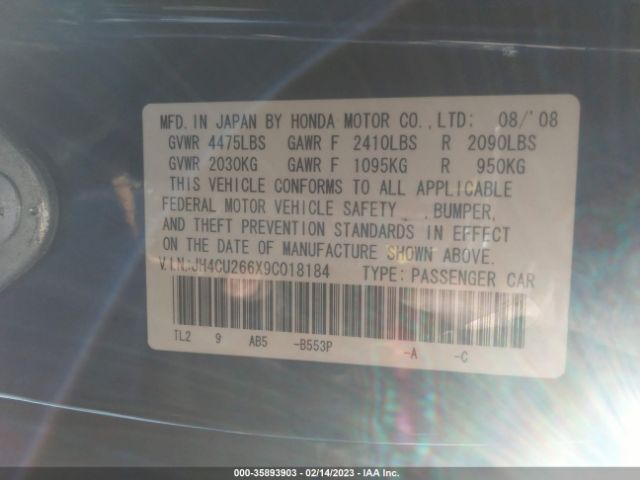 MFD. IN JAPAN BY HONDA MOTOR CO., LTD: 08/'08
GVWR 4475LBS GAWR F 2410LBS R 2090LBS
GVWR 2030KG GAWR F 1095KG R 950KG
THIS VEHICLE CONFORMS TO ALL APPLICABLE
FEDERAL MOTOR VEHICLE SAFETY , BUMPER,
AND THEFT PREVENTION STANDARDS IN EFFECT
ON THE DATE OF MANUFACTURE SHOWN ABOVE.
V.I.N.:JH4CU266X9C018184 TYPE: PASSENGER CAR
TL2 9 AB5 -B553P -A -C
000-35893903 - 02/14/2023 - IAA Inc.